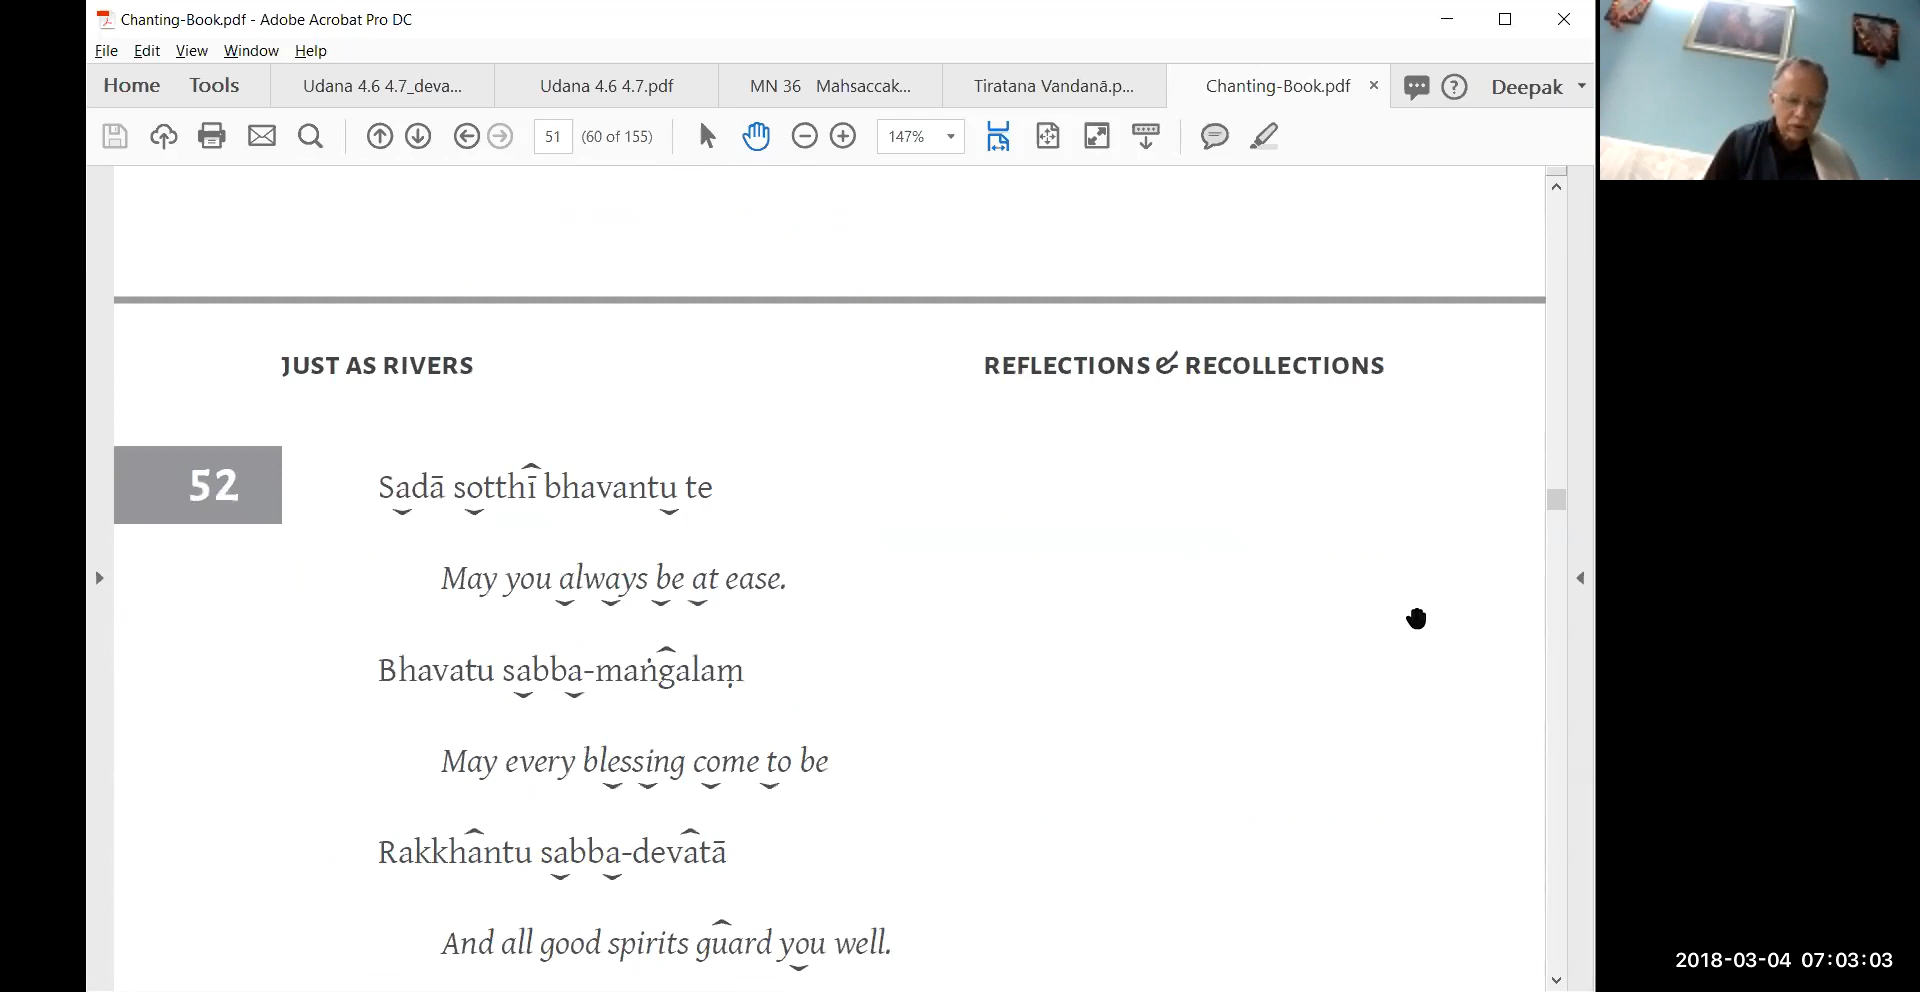 Chanting-Book.pdf - Adobe Acrobat Pro DC
File Edit View Window Help
Home Tools Udana 4.6 4.7_deva... Udana 4.6 4.7.pdf MN 36 Mahsaccak... Tiratana Vandanā.p... Chanting-Book.pdf × Deepak
51 (60 of 155) 147%
JUST AS RIVERS REFLECTIONS & RECOLLECTIONS
52 Sadā sotthī bhavantu te
May you always be at ease.
Bhavatu sabba-maṅgalaṃ
May every blessing come to be
Rakkhantu sabba-devatā
And all good spirits guard you well.
2018-03-04 07:03:03